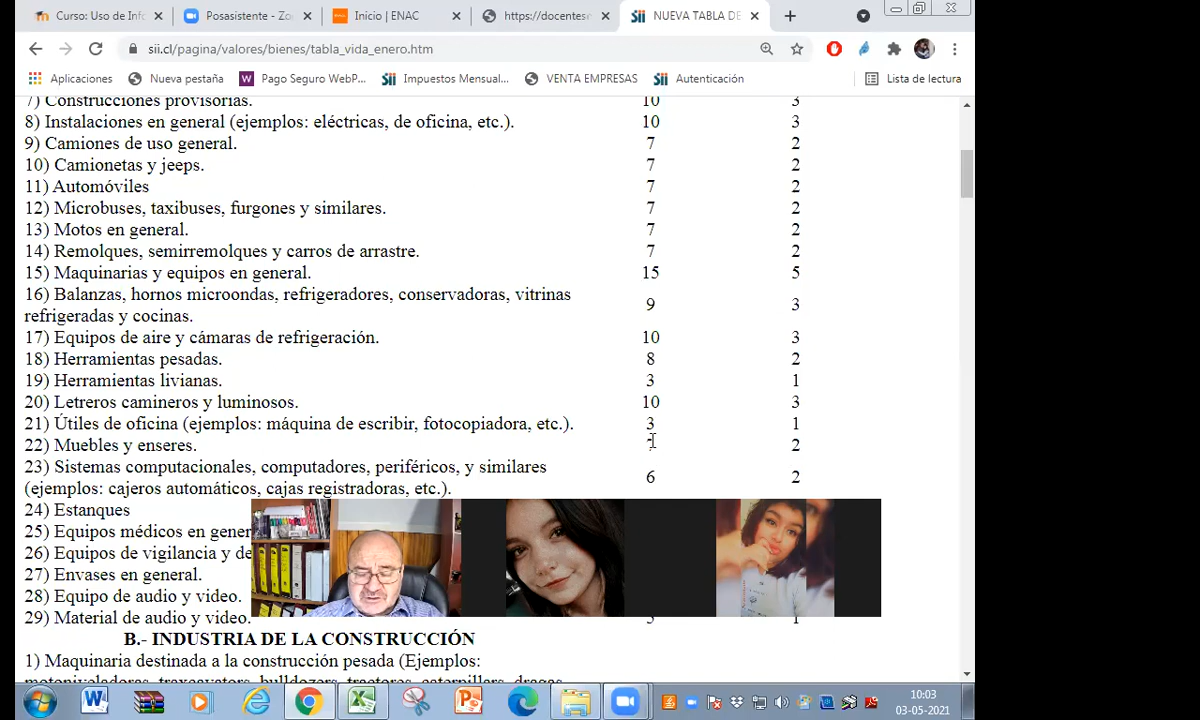 Curso: Uso de Info
Posasistente - Zo
Inicio | ENAC
https://docentese
NUEVA TABLA DE
sii.cl/pagina/valores/bienes/tabla_vida_enero.htm
Aplicaciones
Nueva pestaña
Pago Seguro WebP...
Impuestos Mensual...
VENTA EMPRESAS
Autenticación
Lista de lectura
7) Construcciones provisorias. 10 3
8) Instalaciones en general (ejemplos: eléctricas, de oficina, etc.). 10 3
9) Camiones de uso general. 7 2
10) Camionetas y jeeps. 7 2
11) Automóviles 7 2
12) Microbuses, taxibuses, furgones y similares. 7 2
13) Motos en general. 7 2
14) Remolques, semirremolques y carros de arrastre. 7 2
15) Maquinarias y equipos en general. 15 5
16) Balanzas, hornos microondas, refrigeradores, conservadoras, vitrinas
refrigeradas y cocinas. 9 3
17) Equipos de aire y cámaras de refrigeración. 10 3
18) Herramientas pesadas. 8 2
19) Herramientas livianas. 3 1
20) Letreros camineros y luminosos. 10 3
21) Útiles de oficina (ejemplos: máquina de escribir, fotocopiadora, etc.). 3 1
22) Muebles y enseres. 2
23) Sistemas computacionales, computadores, periféricos, y similares
(ejemplos: cajeros automáticos, cajas registradoras, etc.). 6 2
24) Estanques
25) Equipos médicos en gener
26) Equipos de vigilancia y de
27) Envases en general.
28) Equipo de audio y video.
29) Material de audio y video. 5 1
B.- INDUSTRIA DE LA CONSTRUCCIÓN
1) Maquinaria destinada a la construcción pesada (Ejemplos:
motoniveladoras, traxcavators, bulldozers, tractores, caterpillars, dragas,
10:03
03-05-2021